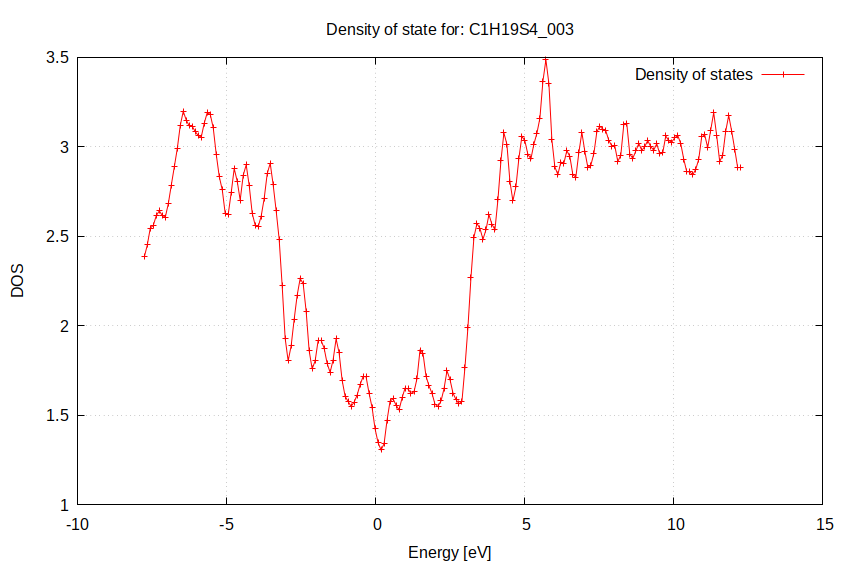 Density of state for: C1H19S4_003
Density of states
3.5
3
2.5
2
1.5
1
DOS
-10 -5 0 5 10 15
Energy [eV]